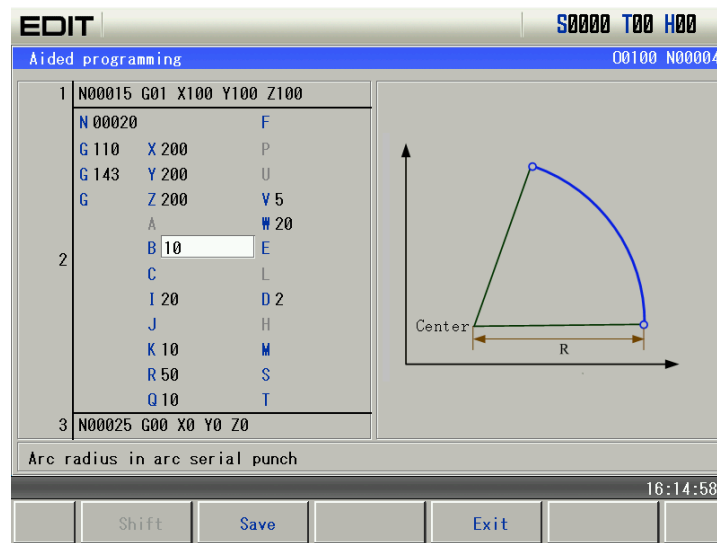 EDIT S0000 T00 H00
Aided programming O0100 N00004
1 N00015 G01 X100 Y100 Z100
N 00020 F
G 110 X 200 P
G 143 Y 200 U
G Z 200 V 5
A W 20
2 B 10 E
C L
I 20 D 2
J H
K 10 M
R 50 S
Q 10 T
3 N00025 G00 X0 Y0 Z0
Center
R
Arc radius in arc serial punch
16:14:58
Shift Save Exit